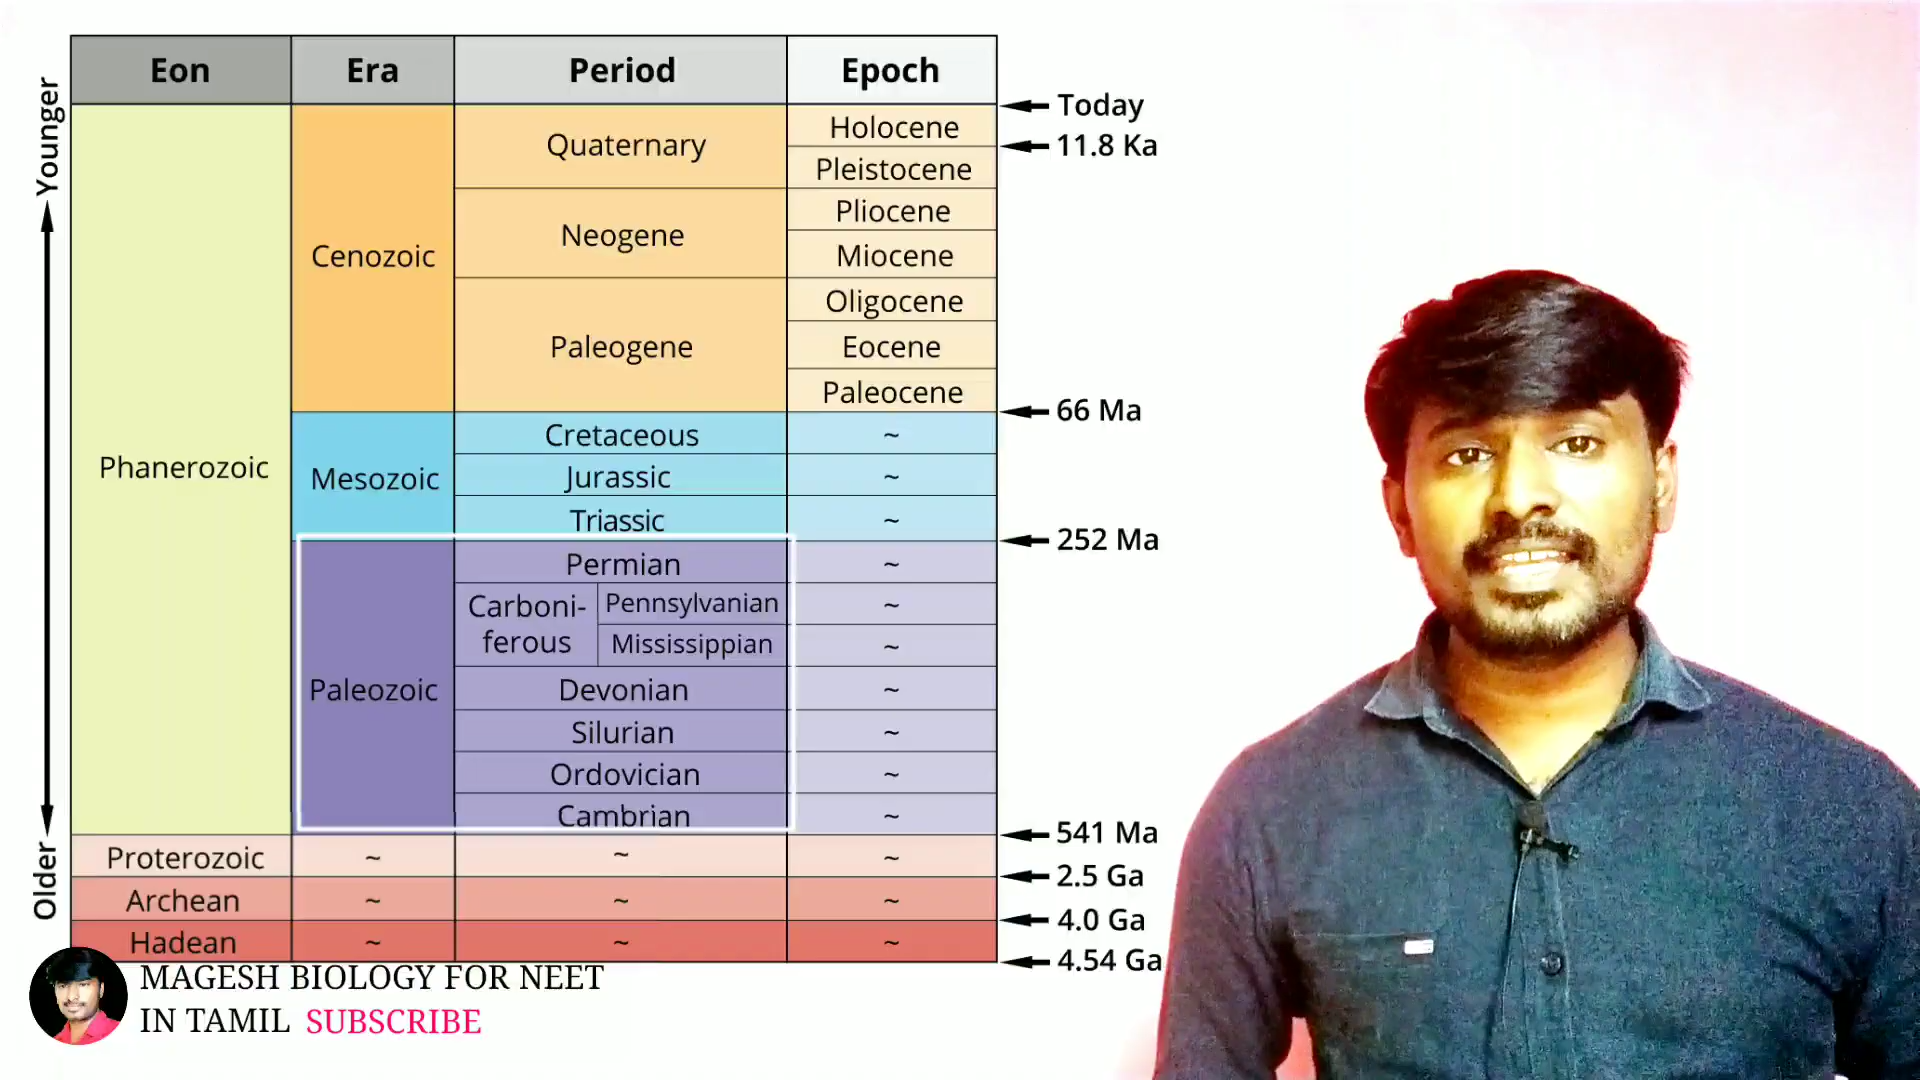 Eon Era Period Epoch
Younger
Older
Today
Holocene
Quaternary
11.8 Ka
Pleistocene
Pliocene
Neogene
Cenozoic
Miocene
Oligocene
Paleogene
Eocene
Paleocene
66 Ma
Phanerozoic
Mesozoic
Cretaceous ~
Jurassic ~
Triassic ~
252 Ma
Paleozoic
Permian ~
Carboni-
ferous
Pennsylvanian ~
Mississippian ~
Devonian ~
Silurian ~
Ordovician ~
Cambrian ~
541 Ma
Proterozoic ~ ~ ~
2.5 Ga
Archean ~ ~ ~
4.0 Ga
Hadean ~ ~ ~
4.54 Ga
MAGESH BIOLOGY FOR NEET
IN TAMIL SUBSCRIBE